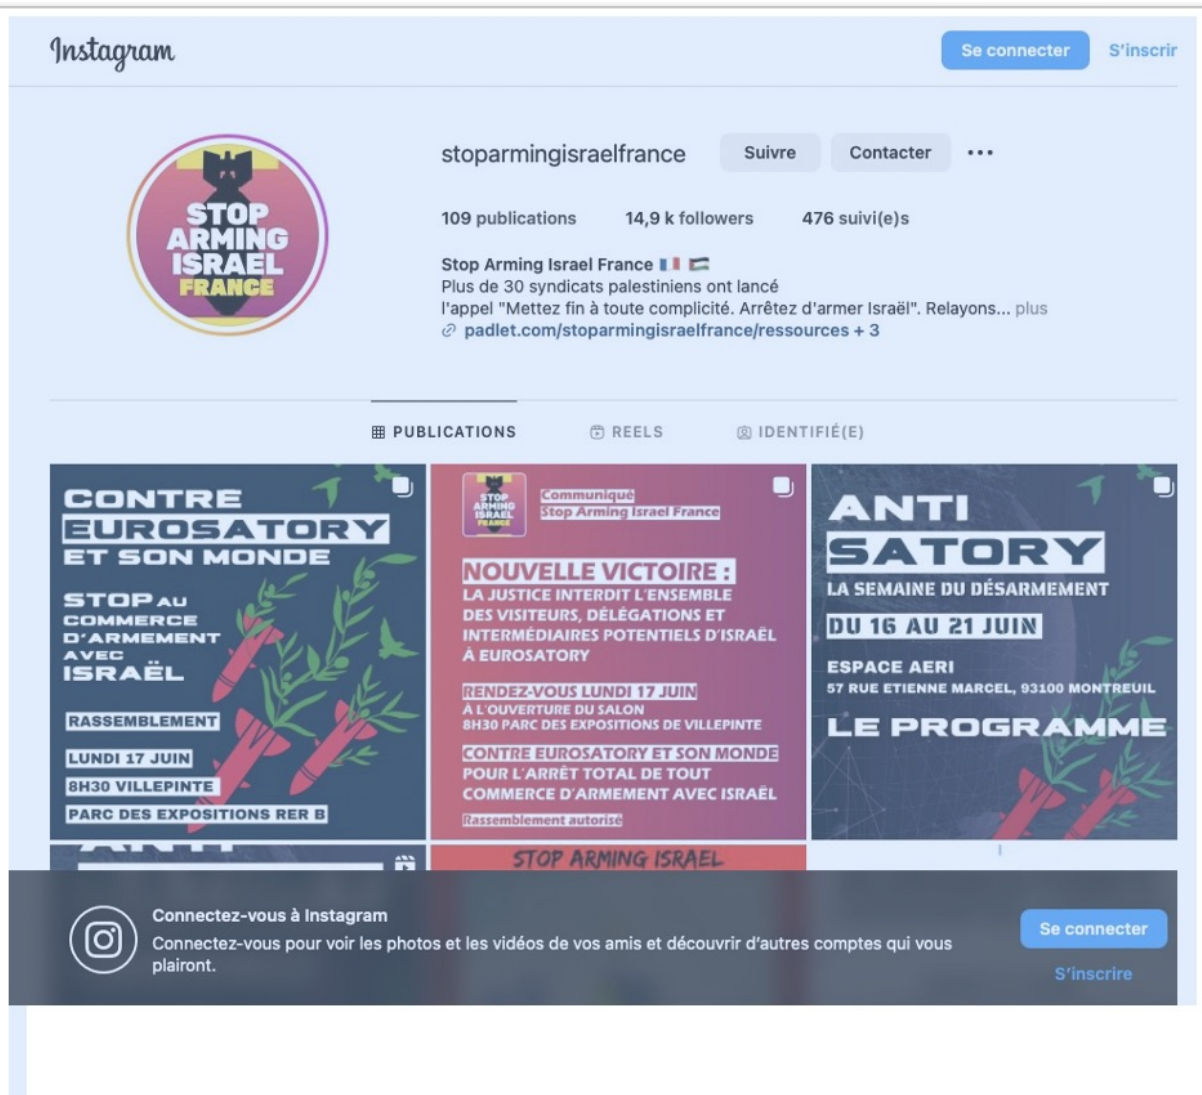 Instagram
Se connecter
S'inscrir
STOP
ARMING
ISRAEL
FRANCE
stoparmingisraelfrance
Suivre
Contacter
109 publications
14,9 k followers
476 suivi(e)s
Stop Arming Israel France
Plus de 30 syndicats palestiniens ont lancé
l'appel "Mettez fin à toute complicité. Arrêtez d'armer Israël". Relayons... plus
padlet.com/stoparmingisraelfrance/ressources + 3
PUBLICATIONS
REELS
IDENTIFIÉ(E)
CONTRE
EUROSATORY
ET SON MONDE
STOP AU
COMMERCE
D'ARMEMENT
AVEC
ISRAËL
RASSEMBLEMENT
LUNDI 17 JUIN
8H30 VILLEPINTE
PARC DES EXPOSITIONS RER B
STOP
ARMING
ISRAEL
FRANCE
Communiqué
Stop Arming Israel France
NOUVELLE VICTOIRE :
LA JUSTICE INTERDIT L'ENSEMBLE
DES VISITEURS, DÉLÉGATIONS ET
INTERMÉDIAIRES POTENTIELS D'ISRAËL
À EUROSATORY
RENDEZ-VOUS LUNDI 17 JUIN
À L'OUVERTURE DU SALON
8H30 PARC DES EXPOSITIONS DE VILLEPINTE
CONTRE EUROSATORY ET SON MONDE
POUR L'ARRÊT TOTAL DE TOUT
COMMERCE D'ARMEMENT AVEC ISRAËL
Rassemblement autorisé
ANTI
SATORY
LA SEMAINE DU DÉSARMEMENT
DU 16 AU 21 JUIN
ESPACE AERI
57 RUE ETIENNE MARCEL, 93100 MONTREUIL
LE PROGRAMME
ANTI
STOP ARMING ISRAEL
Connectez-vous à Instagram
Connectez-vous pour voir les photos et les vidéos de vos amis et découvrir d'autres comptes qui vous
plairont.
Se connecter
S'inscrire